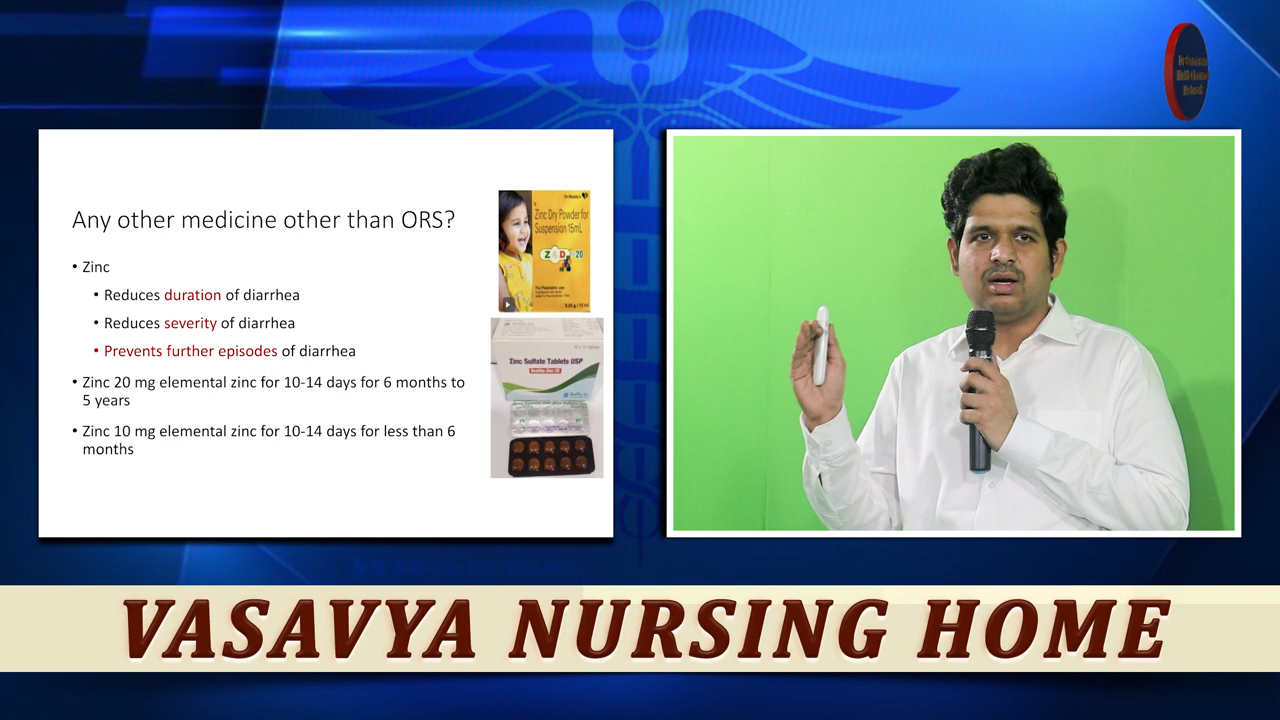 Any other medicine other than ORS?
• Zinc
• Reduces duration of diarrhea
• Reduces severity of diarrhea
• Prevents further episodes of diarrhea
• Zinc 20 mg elemental zinc for 10-14 days for 6 months to
5 years
• Zinc 10 mg elemental zinc for 10-14 days for less than 6
months
Zinc Dry Powder for
Suspension 15mL
Z&D 20
Zinc Sulfate Tablets USP
VASAVYA NURSING HOME